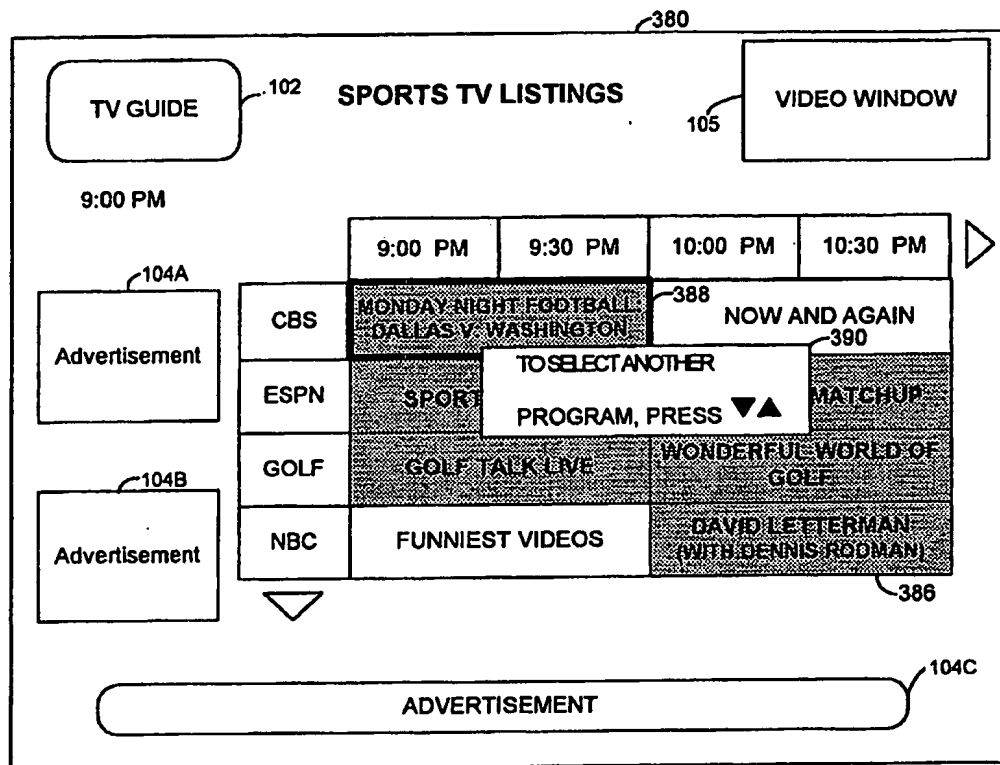 380
TV GUIDE
102
SPORTS TV LISTINGS
105
VIDEO WINDOW
9:00 PM
9:00 PM 9:30 PM 10:00 PM 10:30 PM
104A
Advertisement
CBS
MONDAY NIGHT FOOTBALL:
DALLAS V. WASHINGTON
388
NOW AND AGAIN
390
TO SELECT ANOTHER
PROGRAM, PRESS ▼▲
ESPN
SPORT
MATCHUP
GOLF
GOLF TALK LIVE
WONDERFUL WORLD OF
GOLF
104B
Advertisement
NBC
FUNNIEST VIDEOS
DAVID LETTERMAN
(WITH DENNIS RODMAN)
386
104C
ADVERTISEMENT